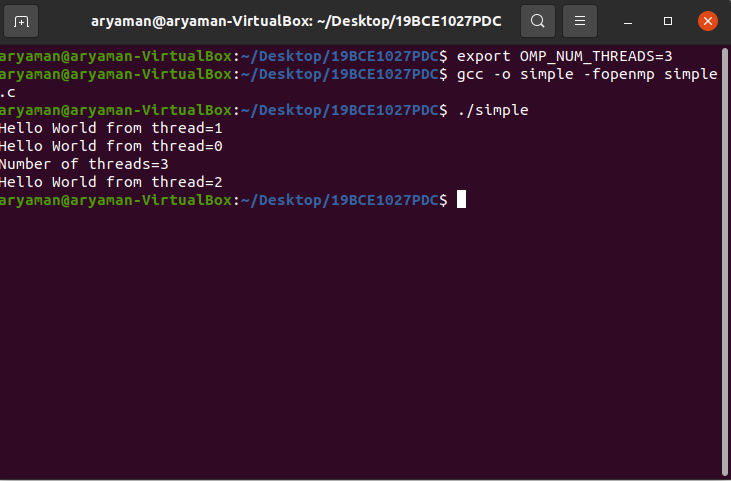 aryaman@aryaman-VirtualBox: ~/Desktop/19BCE1027PDC
aryaman@aryaman-VirtualBox:~/Desktop/19BCE1027PDC$ export OMP_NUM_THREADS=3
aryaman@aryaman-VirtualBox:~/Desktop/19BCE1027PDC$ gcc -o simple -fopenmp simple
.c
aryaman@aryaman-VirtualBox:~/Desktop/19BCE1027PDC$ ./simple
Hello World from thread=1
Hello World from thread=0
Number of threads=3
Hello World from thread=2
aryaman@aryaman-VirtualBox:~/Desktop/19BCE1027PDC$